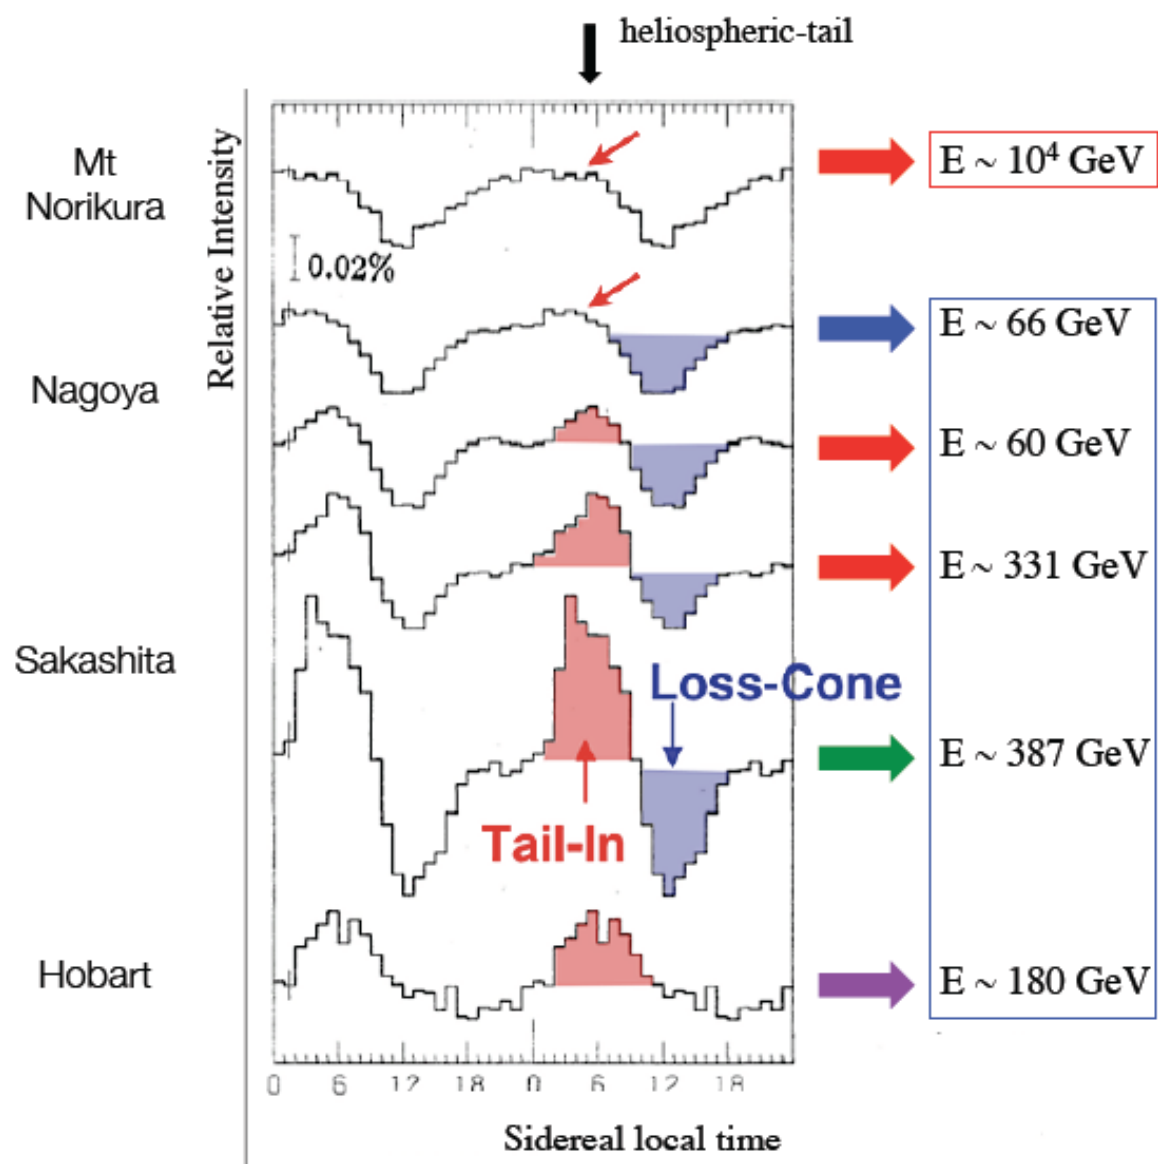 heliospheric-tail
Mt
Norikura
Relative Intensity
0.02%
E ~ 10⁴ GeV
E ~ 66 GeV
Nagoya
E ~ 60 GeV
E ~ 331 GeV
Sakashita
Loss-Cone
E ~ 387 GeV
Tail-In
Hobart
E ~ 180 GeV
0 6 12 18 0 6 12 18
Sidereal local time